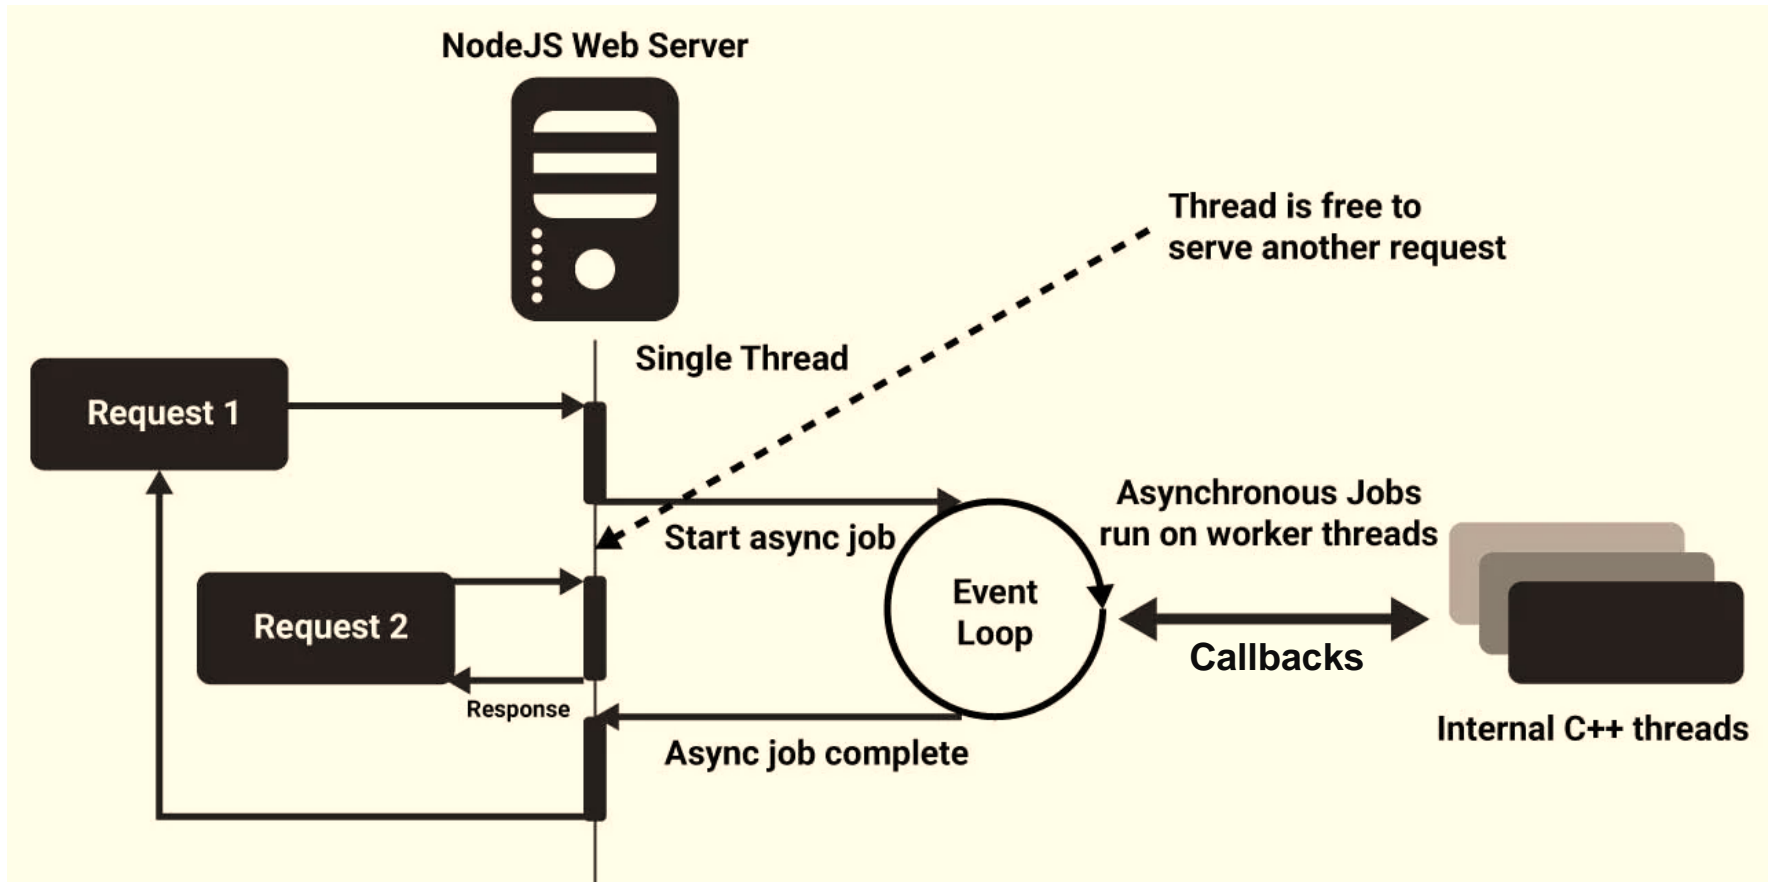 NodeJS Web Server
Thread is free to
serve another request
Single Thread
Request 1
Start async job
Asynchronous Jobs
run on worker threads
Event
Loop
Request 2
Callbacks
Response
Async job complete
Internal C++ threads